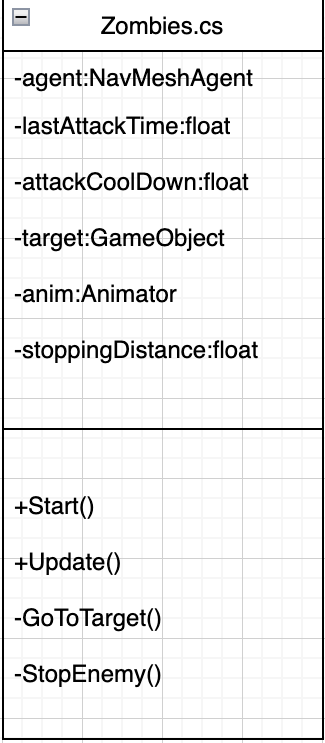 Zombies.cs
-agent:NavMeshAgent
-lastAttackTime:float
-attackCoolDown:float
-target:GameObject
-anim:Animator
-stoppingDistance:float
+Start()
+Update()
-GoToTarget()
-StopEnemy()